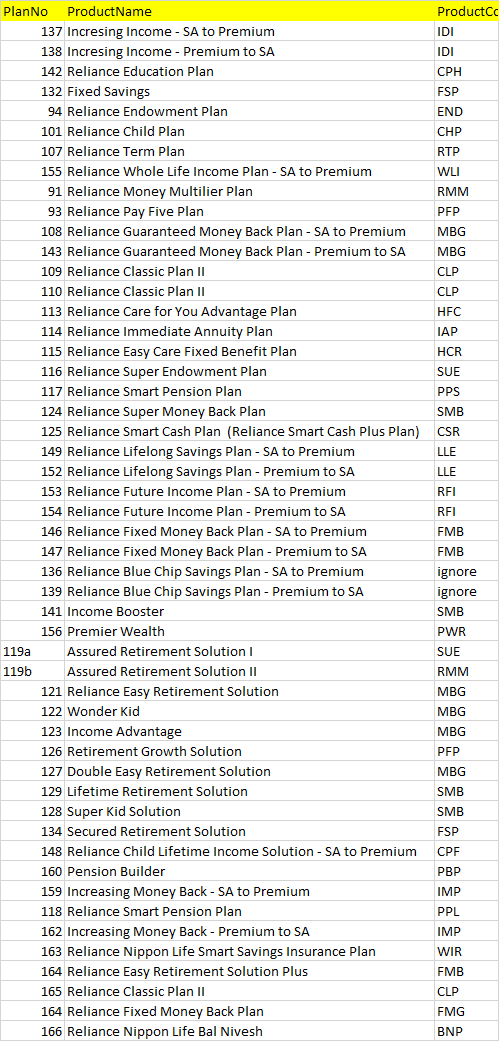 PlanNo ProductName ProductCo
137 Incresing Income - SA to Premium IDI
138 Incresing Income - Premium to SA IDI
142 Reliance Education Plan CPH
132 Fixed Savings FSP
94 Reliance Endowment Plan END
101 Reliance Child Plan CHP
107 Reliance Term Plan RTP
155 Reliance Whole Life Income Plan - SA to Premium WLI
91 Reliance Money Multilier Plan RMM
93 Reliance Pay Five Plan PFP
108 Reliance Guaranteed Money Back Plan - SA to Premium MBG
143 Reliance Guaranteed Money Back Plan - Premium to SA MBG
109 Reliance Classic Plan II CLP
110 Reliance Classic Plan II CLP
113 Reliance Care for You Advantage Plan HFC
114 Reliance Immediate Annuity Plan IAP
115 Reliance Easy Care Fixed Benefit Plan HCR
116 Reliance Super Endowment Plan SUE
117 Reliance Smart Pension Plan PPS
124 Reliance Super Money Back Plan SMB
125 Reliance Smart Cash Plan (Reliance Smart Cash Plus Plan) CSR
149 Reliance Lifelong Savings Plan - SA to Premium LLE
152 Reliance Lifelong Savings Plan - Premium to SA LLE
153 Reliance Future Income Plan - SA to Premium RFI
154 Reliance Future Income Plan - Premium to SA RFI
146 Reliance Fixed Money Back Plan - SA to Premium FMB
147 Reliance Fixed Money Back Plan - Premium to SA FMB
136 Reliance Blue Chip Savings Plan - SA to Premium ignore
139 Reliance Blue Chip Savings Plan - Premium to SA ignore
141 Income Booster SMB
156 Premier Wealth PWR
119a Assured Retirement Solution I SUE
119b Assured Retirement Solution II RMM
121 Reliance Easy Retirement Solution MBG
122 Wonder Kid MBG
123 Income Advantage MBG
126 Retirement Growth Solution PFP
127 Double Easy Retirement Solution MBG
129 Lifetime Retirement Solution SMB
128 Super Kid Solution SMB
134 Secured Retirement Solution FSP
148 Reliance Child Lifetime Income Solution - SA to Premium CPF
160 Pension Builder PBP
159 Increasing Money Back - SA to Premium IMP
118 Reliance Smart Pension Plan PPL
162 Increasing Money Back - Premium to SA IMP
163 Reliance Nippon Life Smart Savings Insurance Plan WIR
164 Reliance Easy Retirement Solution Plus FMB
165 Reliance Classic Plan II CLP
164 Reliance Fixed Money Back Plan FMG
166 Reliance Nippon Life Bal Nivesh BNP